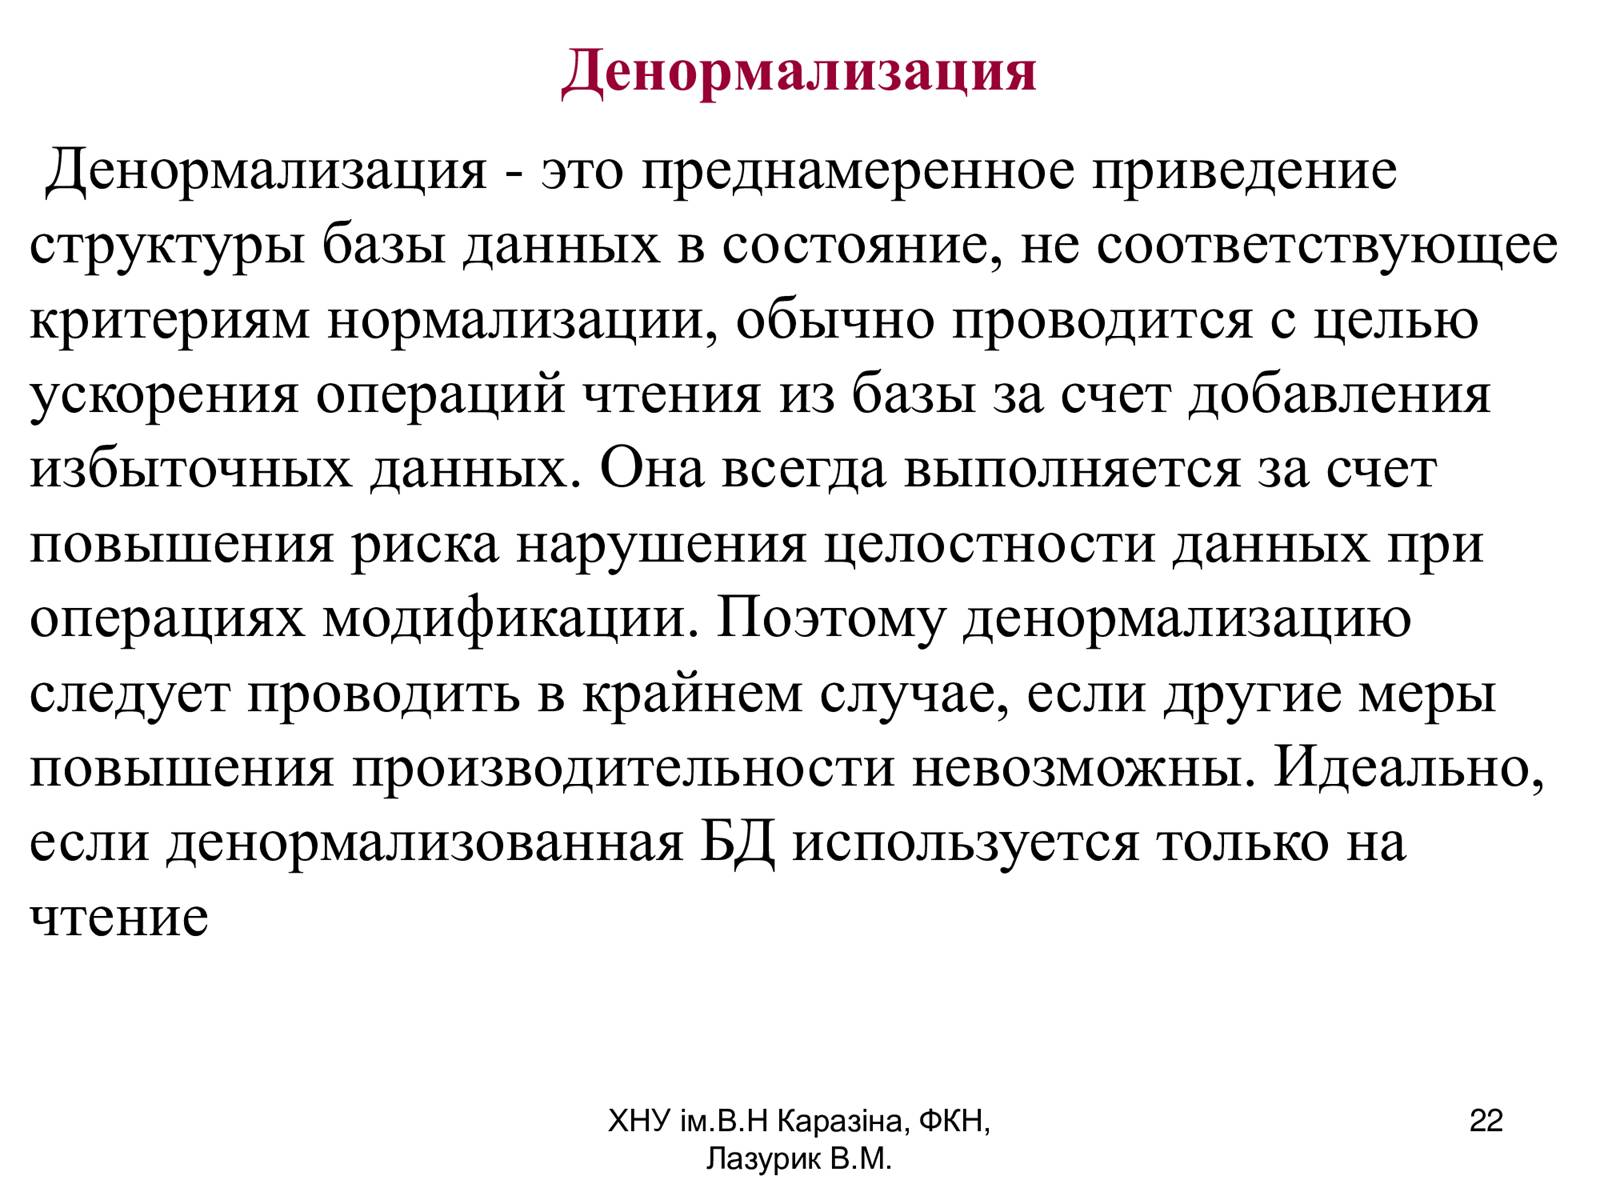 Денормализация
Денормализация - это преднамеренное приведение
структуры базы данных в состояние, не соответствующее
критериям нормализации, обычно проводится с целью
ускорения операций чтения из базы за счет добавления
избыточных данных. Она всегда выполняется за счет
повышения риска нарушения целостности данных при
операциях модификации. Поэтому денормализацию
следует проводить в крайнем случае, если другие меры
повышения производительности невозможны. Идеально,
если денормализованная БД используется только на
чтение
ХНУ ім.В.Н Каразіна, ФКН,
Лазурик В.М.
22